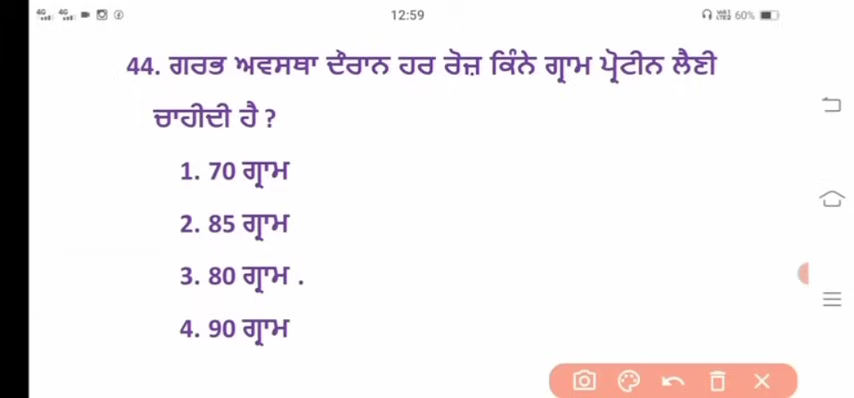 12:59
60%
44. ਗਰਭ ਅਵਸਥਾ ਦੌਰਾਨ ਹਰ ਰੋਜ਼ ਕਿੰਨੇ ਗ੍ਰਾਮ ਪ੍ਰੋਟੀਨ ਲੈਣੀ
ਚਾਹੀਦੀ ਹੈ ?
1. 70 ਗ੍ਰਾਮ
2. 85 ਗ੍ਰਾਮ
3. 80 ਗ੍ਰਾਮ .
4. 90 ਗ੍ਰਾਮ